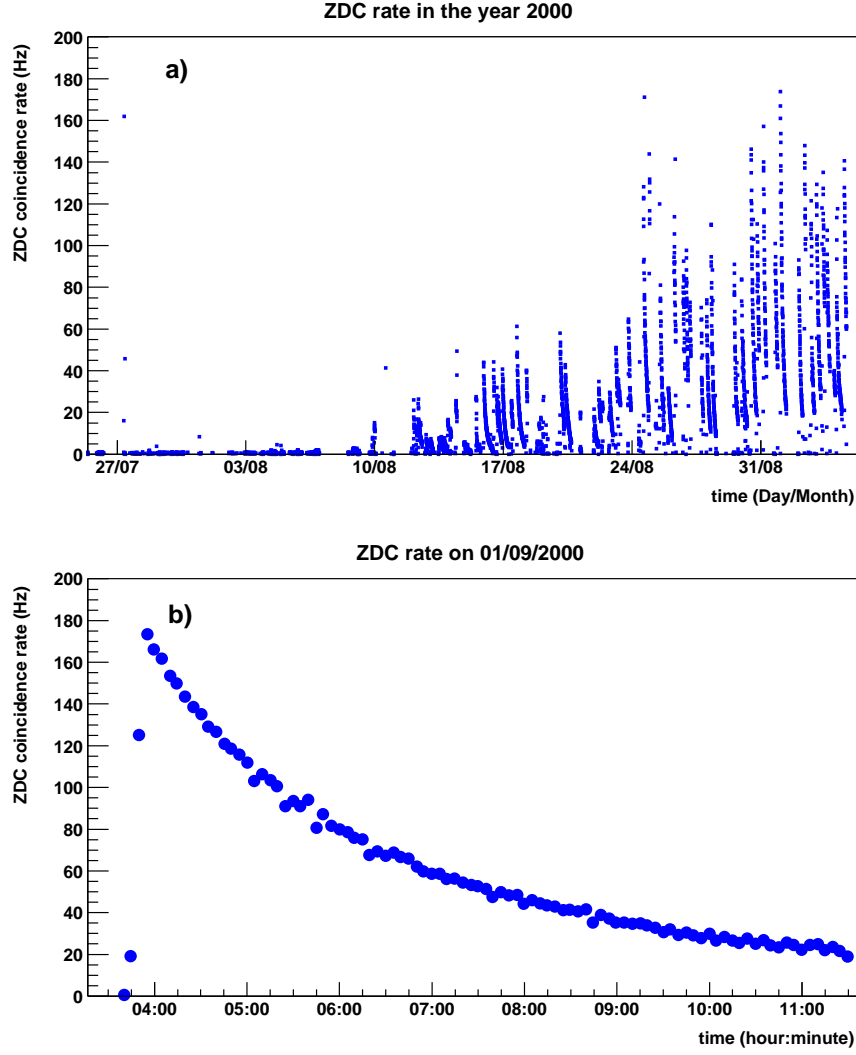 ZDC rate in the year 2000
ZDC coincidence rate (Hz)
a)
200
180
160
140
120
100
80
60
40
20
0
27/07 03/08 10/08 17/08 24/08 31/08
time (Day/Month)
ZDC rate on 01/09/2000
ZDC coincidence rate (Hz)
b)
200
180
160
140
120
100
80
60
40
20
0
04:00 05:00 06:00 07:00 08:00 09:00 10:00 11:00
time (hour:minute)